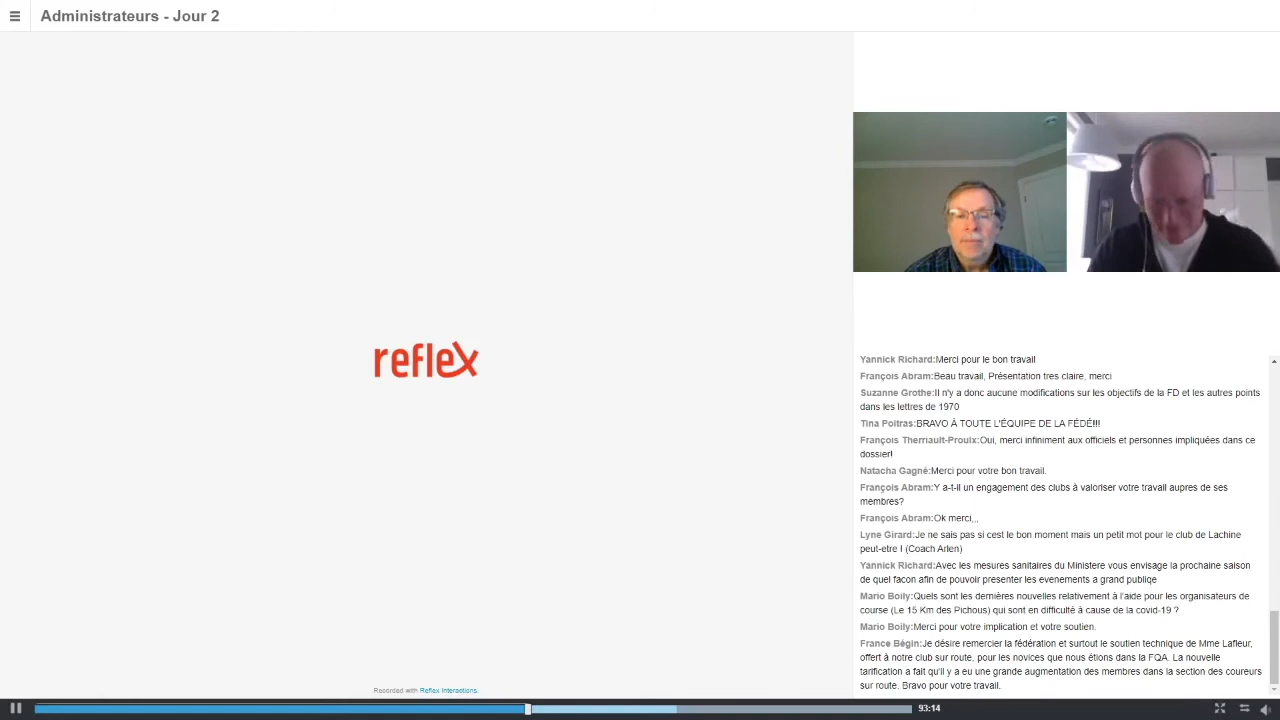 Administrateurs - Jour 2
reflex
Yannick Richard:Merci pour le bon travail
François Abram:Beau travail, Présentation tres claire, merci
Suzanne Grothe:Il n'y a donc aucune modifications sur les objectifs de la FD et les autres points
dans les lettres de 1970
Tina Poitras:BRAVO À TOUTE L'ÉQUIPE DE LA FÉDÉ!!!
François Therriault-Proulx:Oui, merci infiniment aux officiels et personnes impliquées dans ce
dossier!
Natacha Gagné:Merci pour votre bon travail.
François Abram:Y a-t-il un engagement des clubs à valoriser votre travail aupres de ses
membres?
François Abram:Ok merci,,,
Lyne Girard:Je ne sais pas si cest le bon moment mais un petit mot pour le club de Lachine
peut-etre ! (Coach Arlen)
Yannick Richard:Avec les mesures sanitaires du Ministere vous envisage la prochaine saison
de quel facon afin de pouvoir presenter les evenements a grand publiqe
Mario Boily:Quels sont les dernières nouvelles relativement à l'aide pour les organisateurs de
course (Le 15 Km des Pichous) qui sont en difficulté à cause de la covid-19 ?
Mario Boily:Merci pour votre implication et votre soutien.
France Bégin:Je désire remercier la fédération et surtout le soutien technique de Mme Lafleur,
offert à notre club sur route, pour les novices que nous étions dans la FQA. La nouvelle
tarification a fait qu'il y a eu une grande augmentation des membres dans la section des coureurs
sur route. Bravo pour votre travail.
Recorded with Reflex Interactions.
93:14